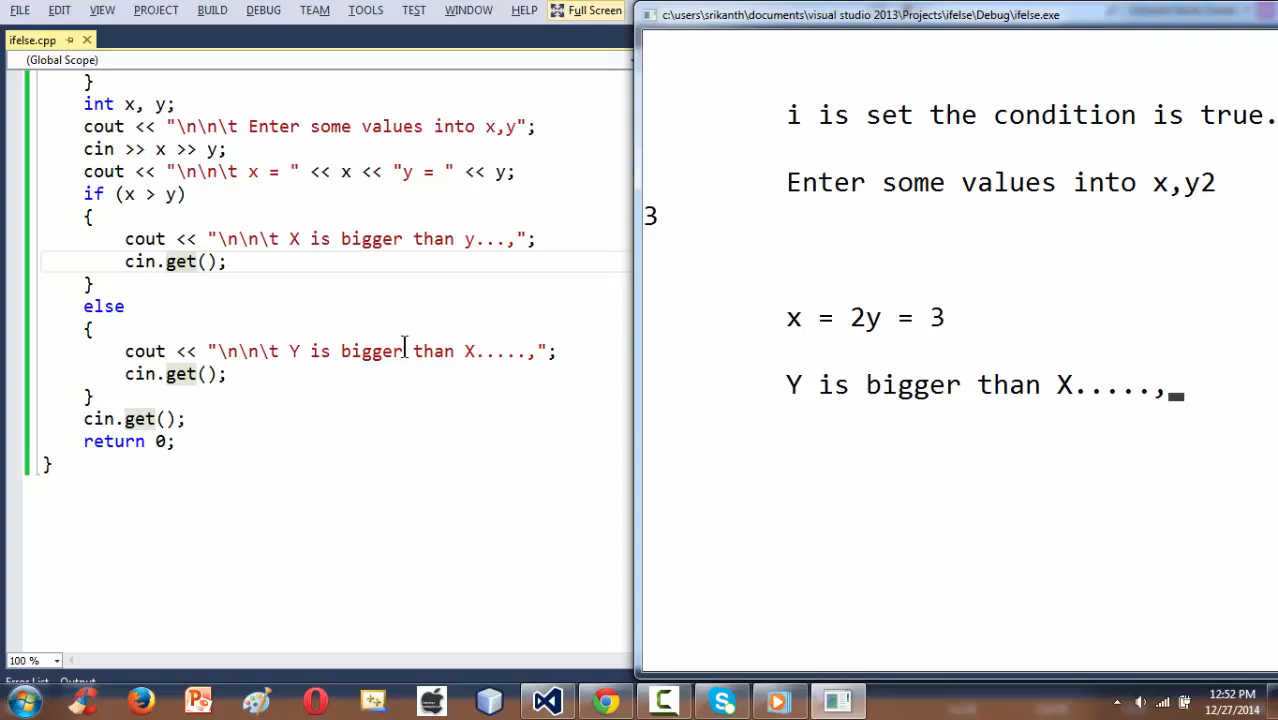 FILE EDIT VIEW PROJECT BUILD DEBUG TEAM TOOLS TEST WINDOW HELP Full Screen
ifelse.cpp
(Global Scope)
}
int x, y;
cout << "\n\n\t Enter some values into x,y";
cin >> x >> y;
cout << "\n\n\t x = " << x << "y = " << y;
if (x > y)
{
cout << "\n\n\t X is bigger than y...,";
cin.get();
}
else
{
cout << "\n\n\t Y is bigger than X.....,";
cin.get();
}
cin.get();
return 0;
}
100 %
c:\users\srikanth\documents\visual studio 2013\Projects\ifelse\Debug\ifelse.exe
i is set the condition is true.
Enter some values into x,y2
3
x = 2y = 3
Y is bigger than X.....,
12:52 PM
12/27/2014